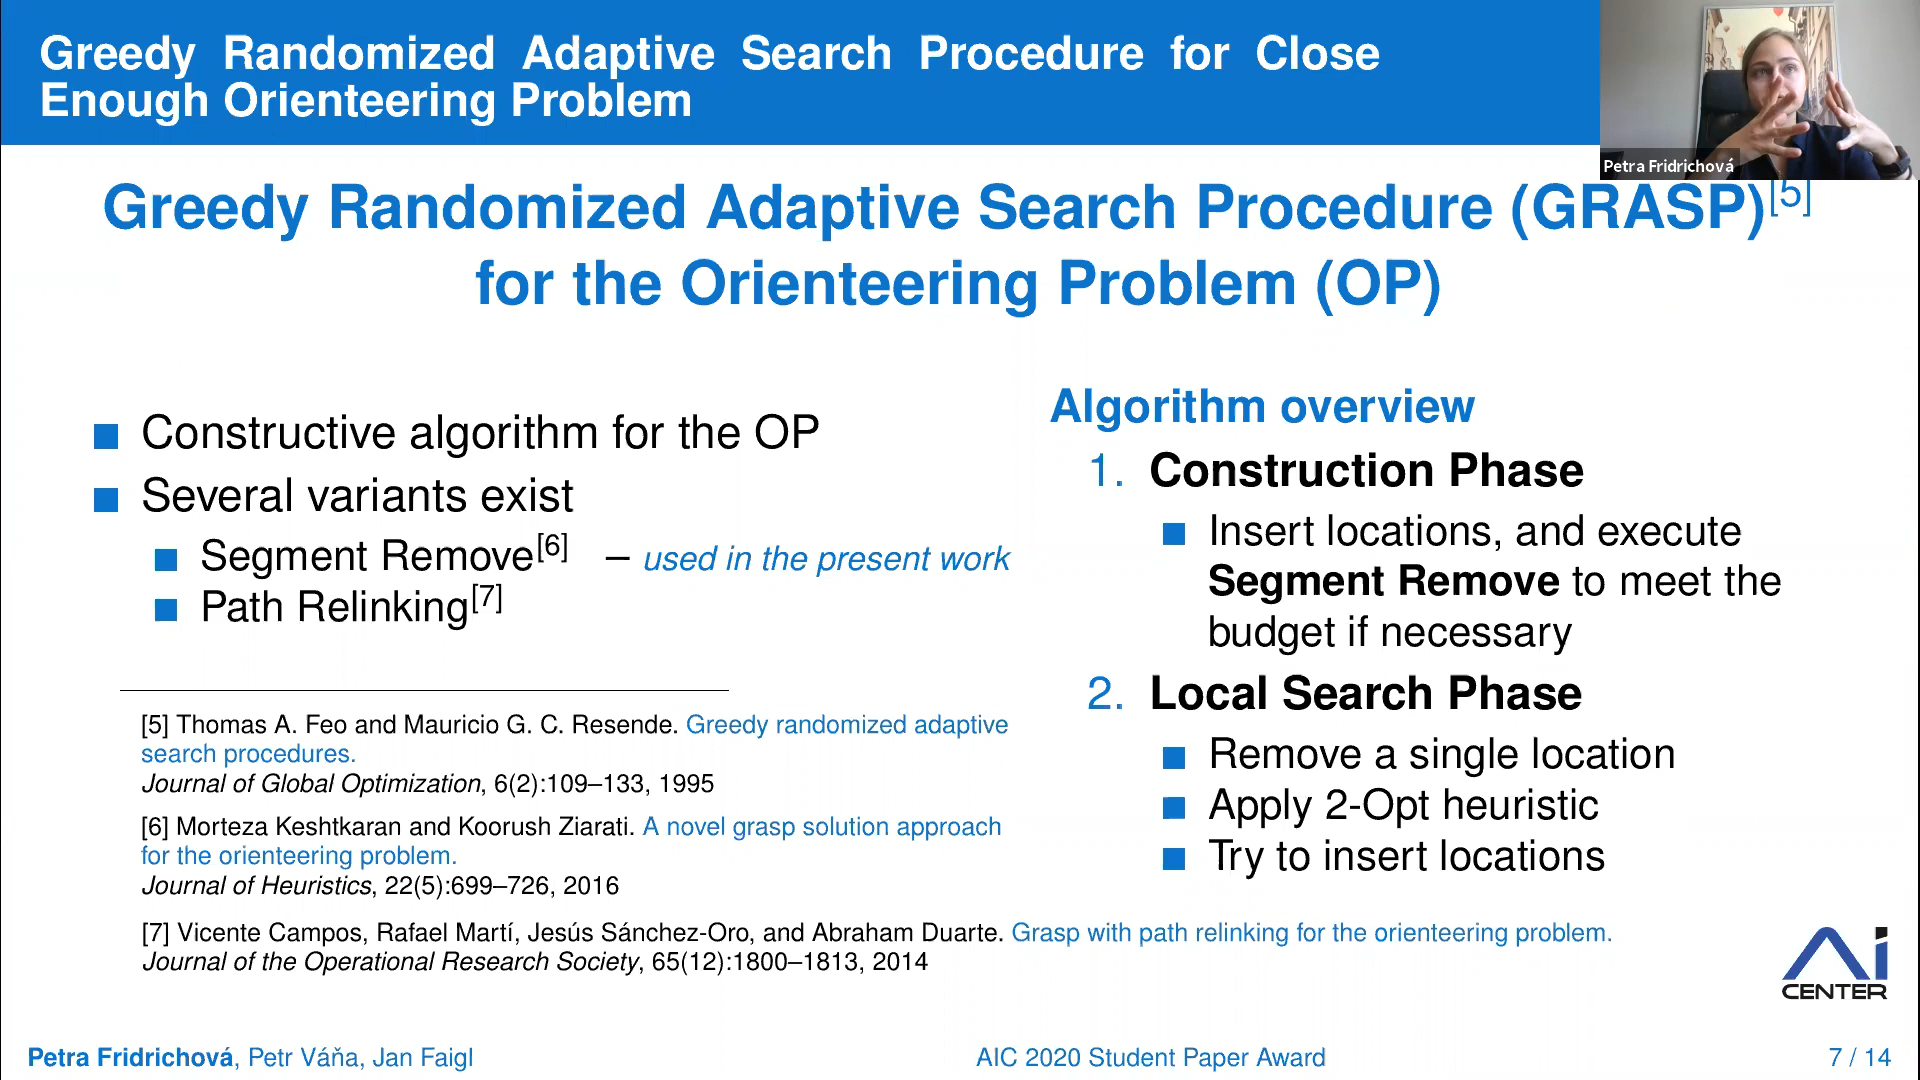 Greedy Randomized Adaptive Search Procedure for Close
Enough Orienteering Problem
Petra Fridrichová
Greedy Randomized Adaptive Search Procedure (GRASP)[5]
for the Orienteering Problem (OP)
Constructive algorithm for the OP
Several variants exist
Segment Remove[6] – used in the present work
Path Relinking[7]
Algorithm overview
1. Construction Phase
Insert locations, and execute
Segment Remove to meet the
budget if necessary
2. Local Search Phase
Remove a single location
Apply 2-Opt heuristic
Try to insert locations
[5] Thomas A. Feo and Mauricio G. C. Resende. Greedy randomized adaptive
search procedures.
Journal of Global Optimization, 6(2):109–133, 1995
[6] Morteza Keshtkaran and Koorush Ziarati. A novel grasp solution approach
for the orienteering problem.
Journal of Heuristics, 22(5):699–726, 2016
[7] Vicente Campos, Rafael Martí, Jesús Sánchez-Oro, and Abraham Duarte. Grasp with path relinking for the orienteering problem.
Journal of the Operational Research Society, 65(12):1800–1813, 2014
Ai
CENTER
Petra Fridrichová, Petr Váňa, Jan Faigl
AIC 2020 Student Paper Award
7 / 14